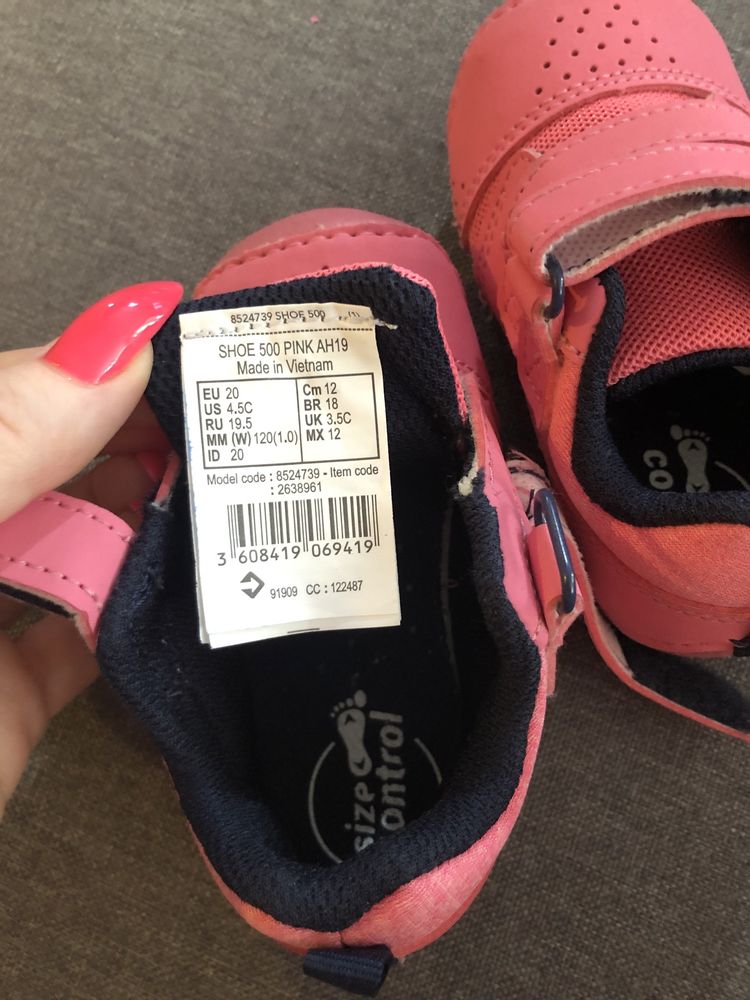 8524739 SHOE 500 (1)
SHOE 500 PINK AH19
Made in Vietnam
EU 20 Cm 12
US 4.5C BR 18
RU 19.5 UK 3.5C
MM (W) 120(1.0) MX 12
ID 20
Model code : 8524739 - Item code
: 2638961
3 608419 069419
91909 CC : 122487
size
control
co